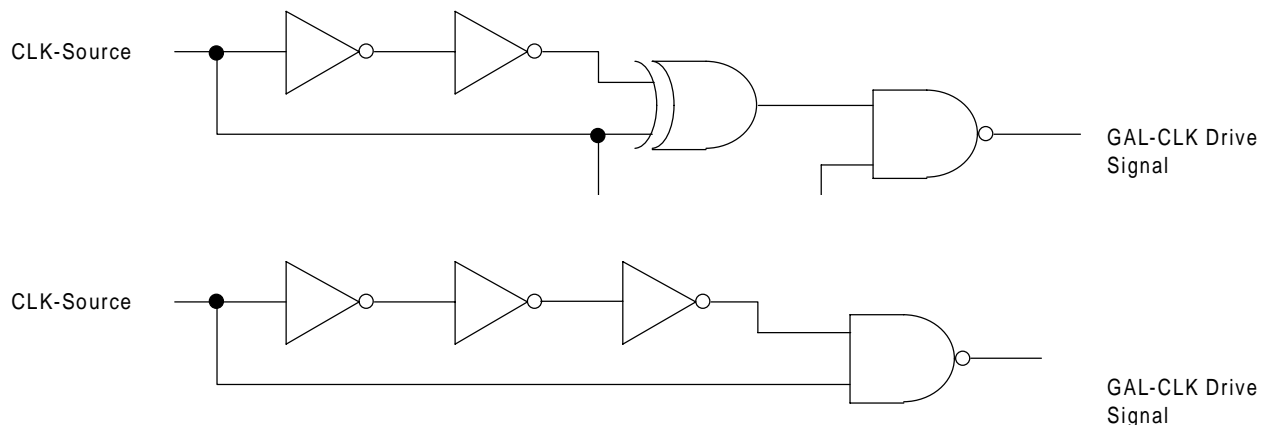 CLK-Source
GAL-CLK Drive
Signal
CLK-Source
GAL-CLK Drive
Signal